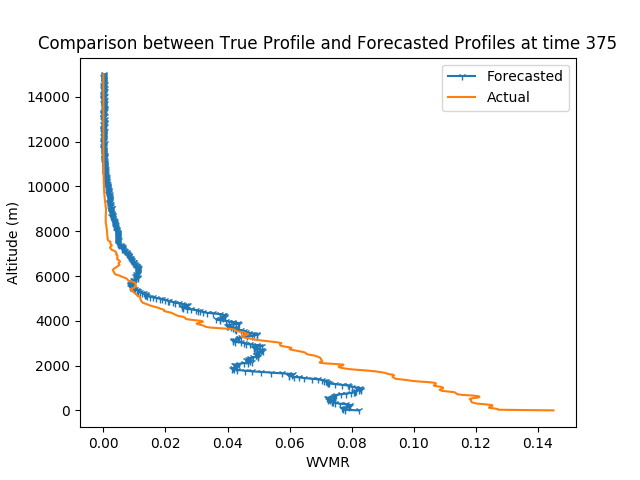 Comparison between True Profile and Forecasted Profiles at time 375
Forecasted
Actual
14000
12000
10000
8000
6000
4000
2000
0
Altitude (m)
0.00 0.02 0.04 0.06 0.08 0.10 0.12 0.14
WVMR